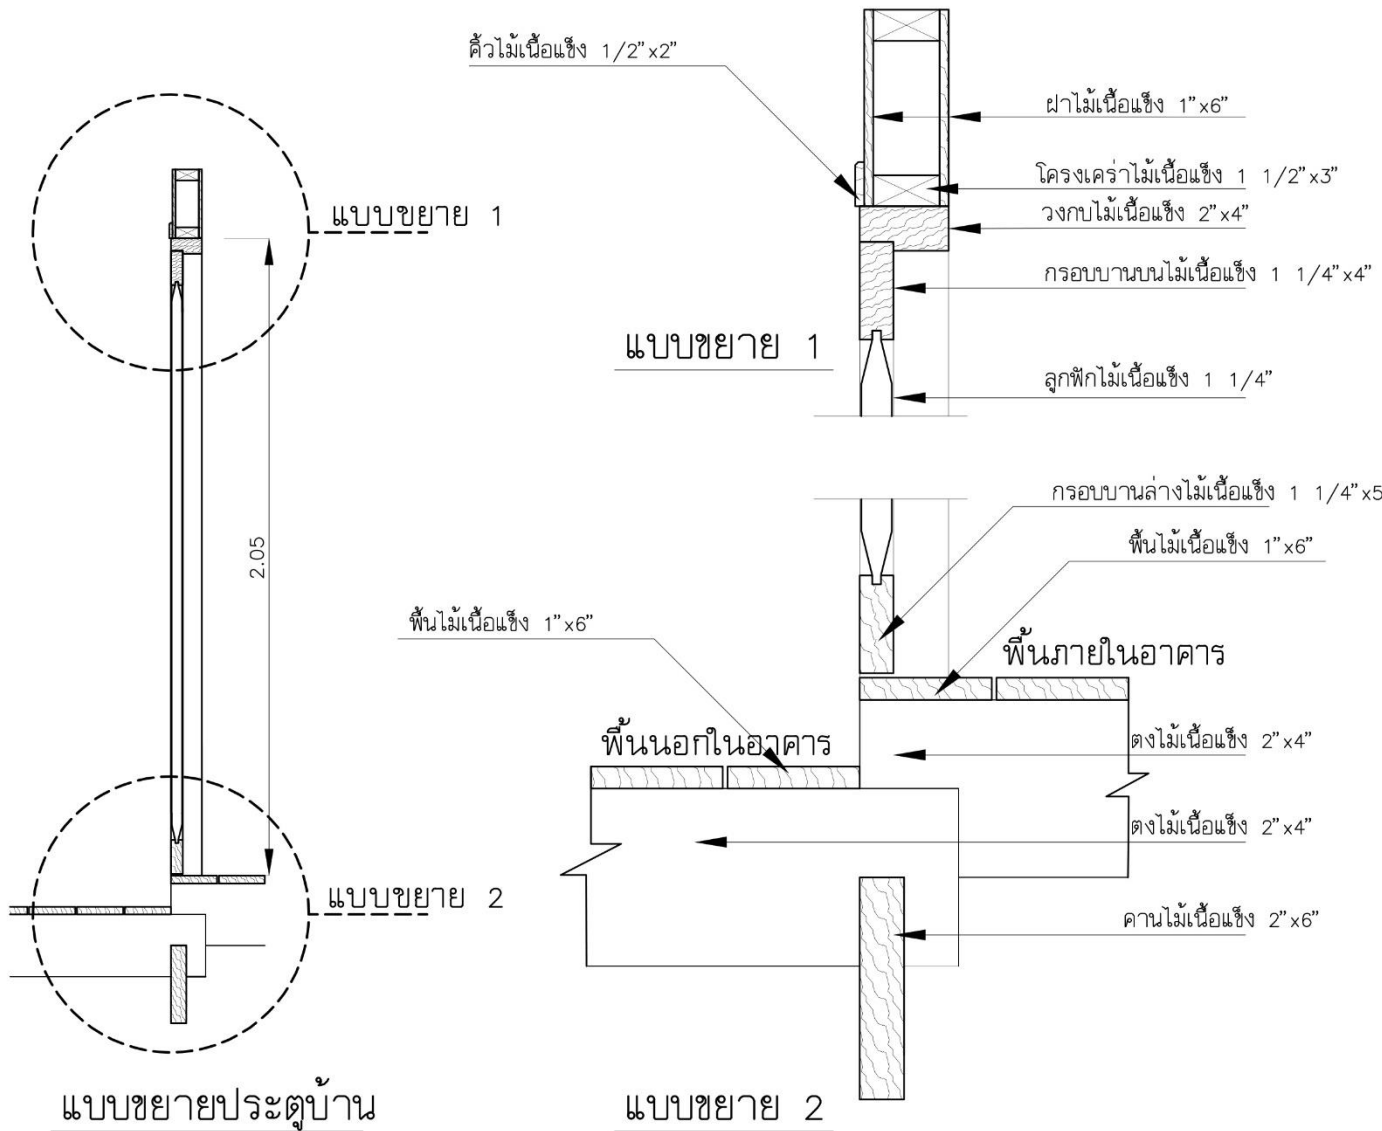 คิ้วไม้เนื้อแข็ง 1/2"x2"
ฝาไม้เนื้อแข็ง 1"x6"
โครงเคร่าไม้เนื้อแข็ง 1 1/2"x3"
วงกบไม้เนื้อแข็ง 2"x4"
แบบขยาย 1
กรอบบานบนไม้เนื้อแข็ง 1 1/4"x4"
แบบขยาย 1
ลูกฟักไม้เนื้อแข็ง 1 1/4"
กรอบบานล่างไม้เนื้อแข็ง 1 1/4"x5
2.05
พื้นไม้เนื้อแข็ง 1"x6"
พื้นไม้เนื้อแข็ง 1"x6"
พื้นภายในอาคาร
พื้นนอกในอาคาร
ตงไม้เนื้อแข็ง 2"x4"
ตงไม้เนื้อแข็ง 2"x4"
แบบขยาย 2
คานไม้เนื้อแข็ง 2"x6"
แบบขยายประตูบ้าน
แบบขยาย 2